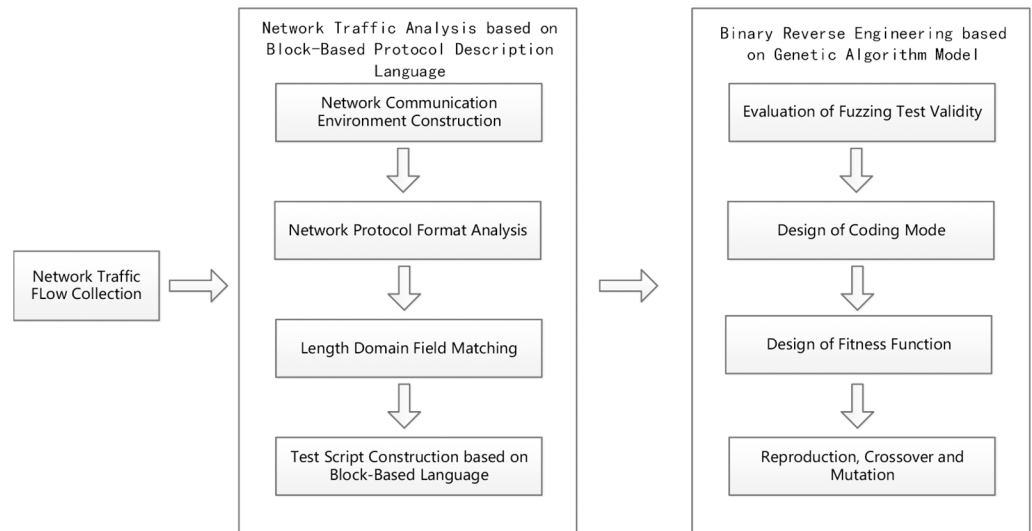 Network Traffic
FLow Collection
Network Traffic Analysis based on
Block-Based Protocol Description
Language
Network Communication
Environment Construction
Network Protocol Format Analysis
Length Domain Field Matching
Test Script Construction based on
Block-Based Language
Binary Reverse Engineering based
on Genetic Algorithm Model
Evaluation of Fuzzing Test Validity
Design of Coding Mode
Design of Fitness Function
Reproduction, Crossover and
Mutation